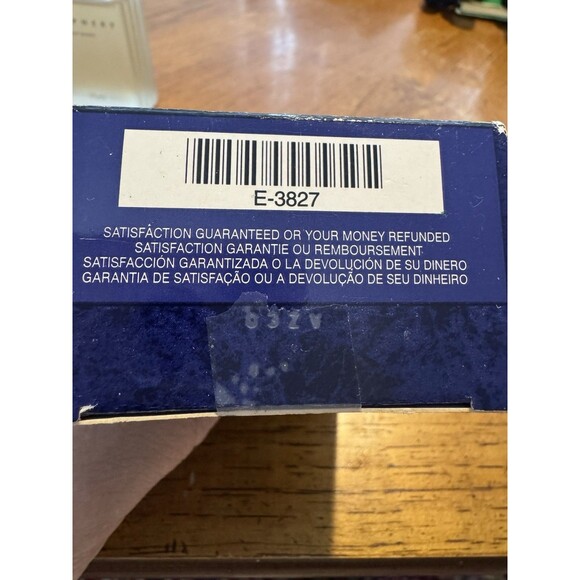 E-3827
SATISFACTION GUARANTEED OR YOUR MONEY REFUNDED
SATISFACTION GARANTIE OU REMBOURSEMENT
SATISFACCIÓN GARANTIZADA O LA DEVOLUCIÓN DE SU DINERO
GARANTIA DE SATISFAÇÃO OU A DEVOLUÇÃO DE SEU DINHEIRO